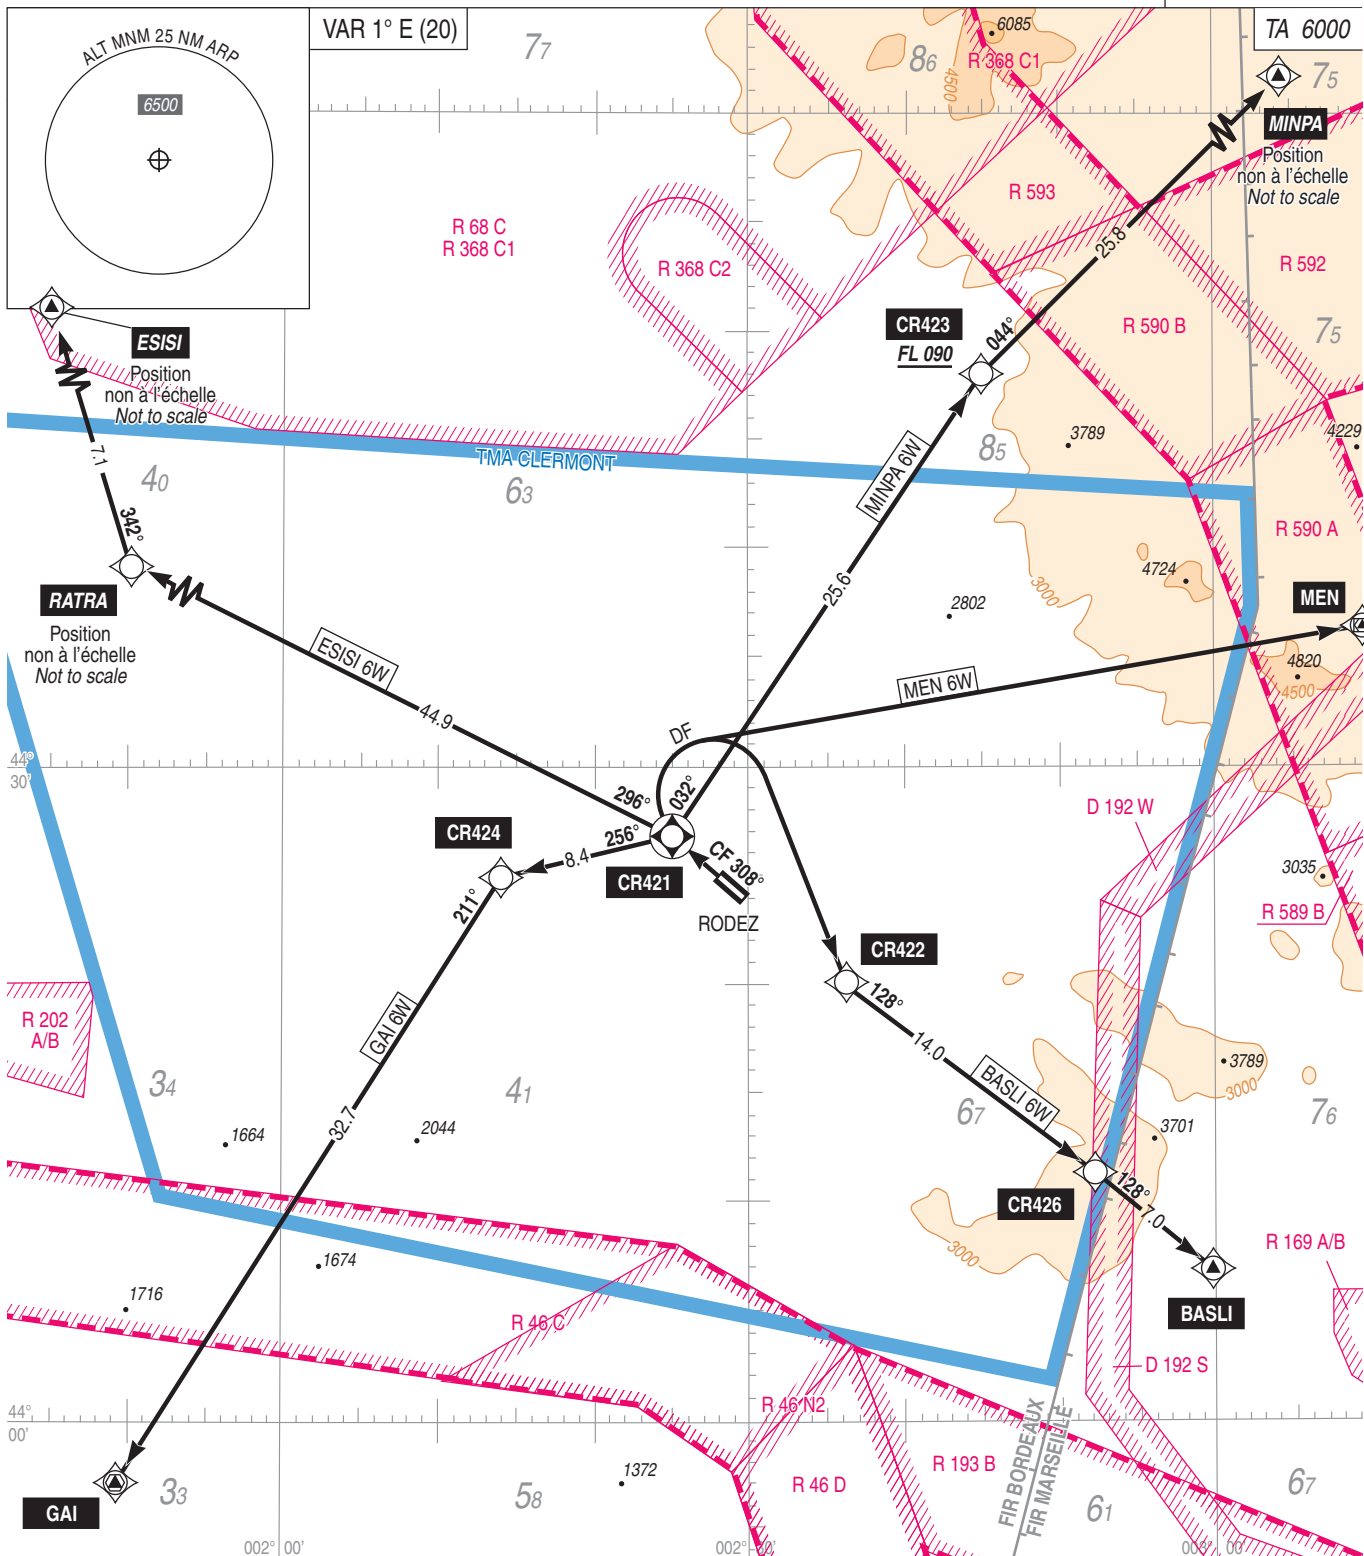 ALT MNM 25 NM ARP
6500
VAR 1° E (20)
TA 6000
77
86
6085
R 368 C1
4500
75
MINPA
Position
non à l'échelle
Not to scale
R 593
R 68 C
R 368 C1
R 368 C2
25.8
R 592
ESISI
Position
non à l'échelle
Not to scale
CR423
FL 090
044°
R 590 B
75
7.1
TMA CLERMONT
MINPA 6W
85
3789
4229
40
63
342°
R 590 A
RATRA
Position
non à l'échelle
Not to scale
25.6
3000
4724
2802
MEN
ESISI 6W
MEN 6W
4820
4500
44.9
DF
44°
30'
296°
032°
256°
CR424
8.4
CR421
CF 308°
RODEZ
D 192 W
3035
R 589 B
211°
CR422
128°
R 202
A/B
GAI 6W
14.0
34
41
67
BASLI 6W
3789
3000
76
1664
2044
32.7
3701
CR426
128°
7.0
3000
R 169 A/B
1674
1716
BASLI
R 46 C
D 192 S
R 46 N2
44°
00'
FIR BORDEAUX
FIR MARSEILLE
R 193 B
R 46 D
GAI
33
58
1372
61
67
002° 00'
002° 30'
003° 00'